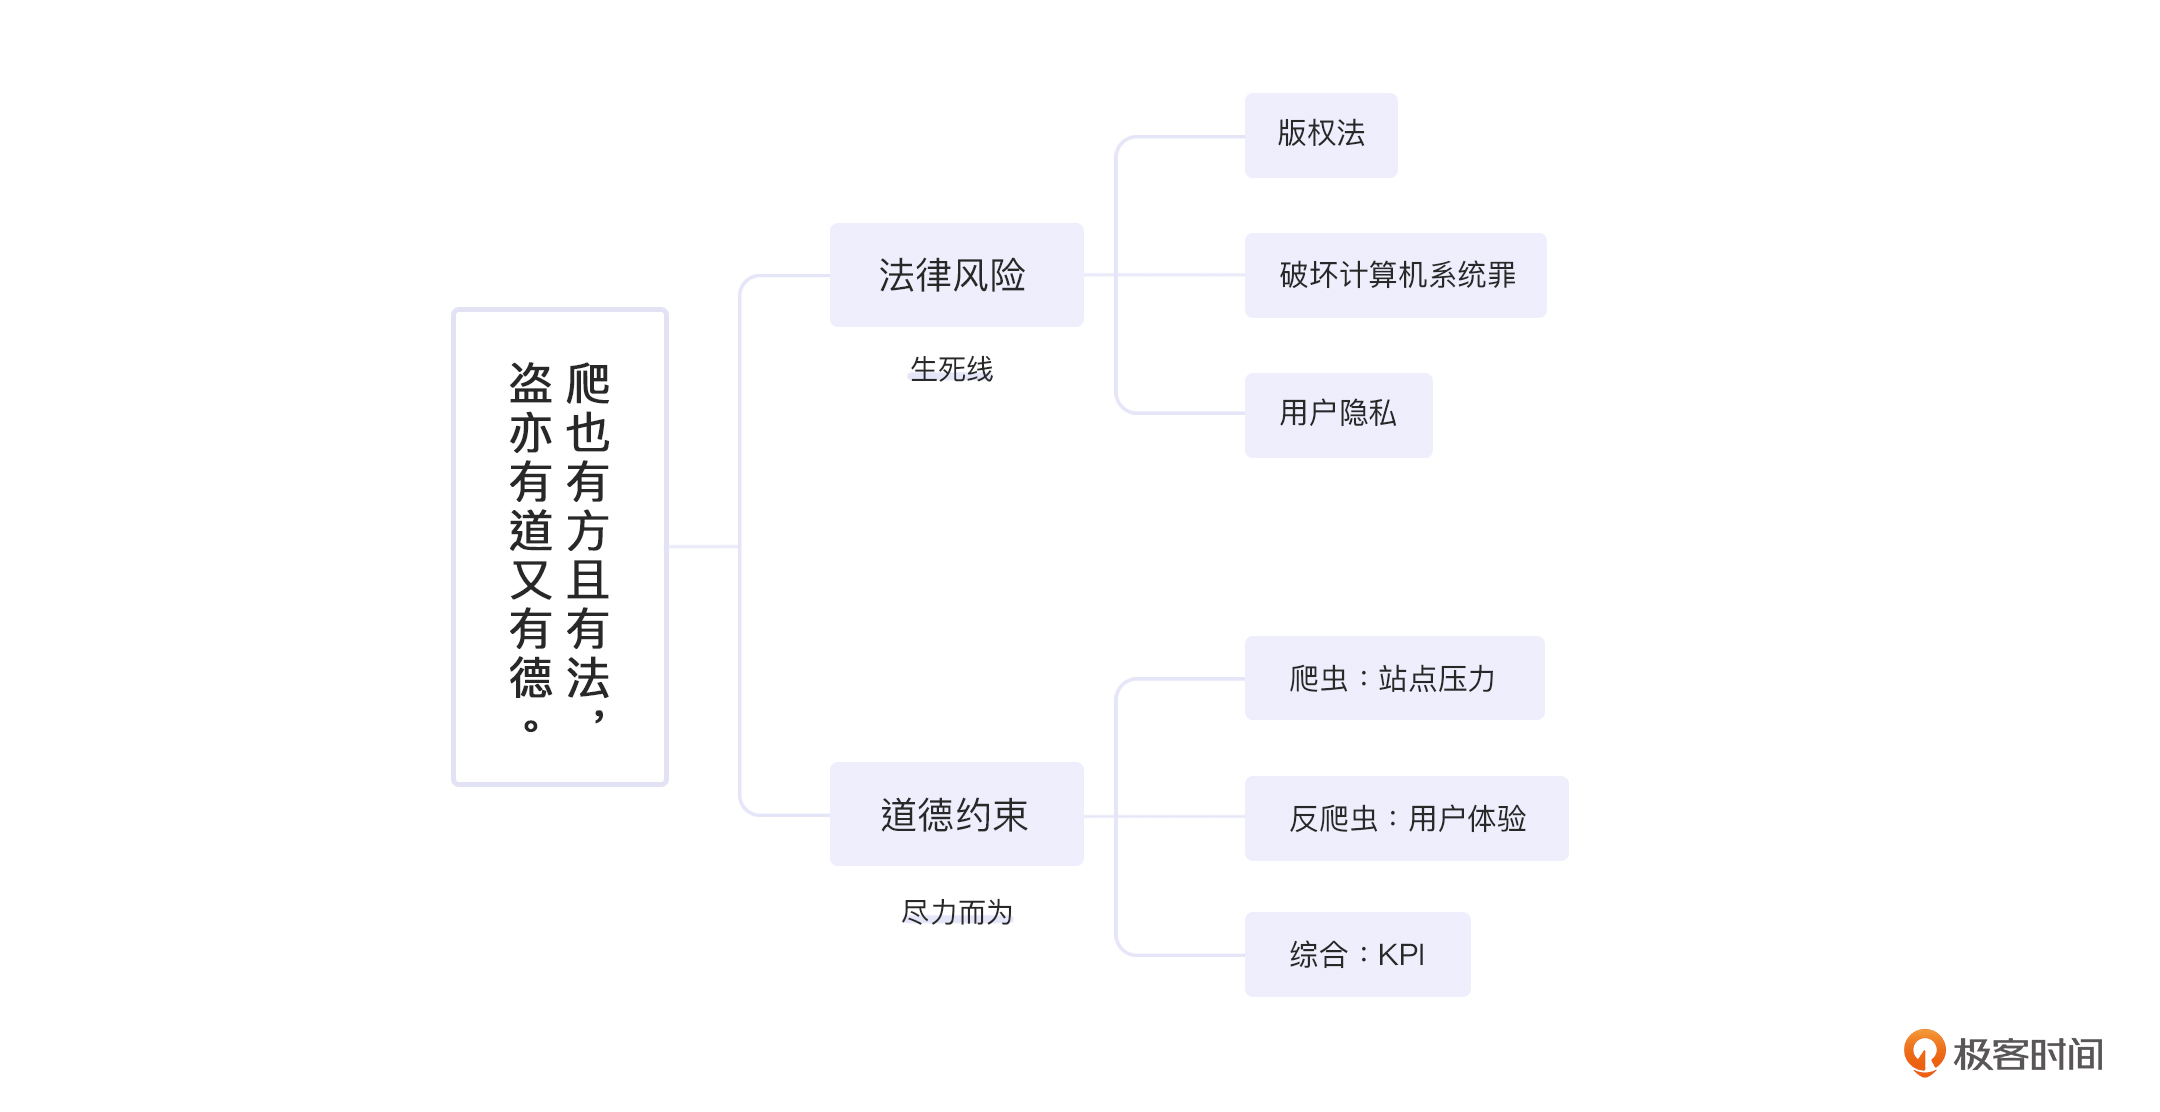 爬也有方且有法，
盗亦有道又有德。
法律风险
生死线
版权法
破坏计算机系统罪
用户隐私
道德约束
尽力而为
爬虫：站点压力
反爬虫：用户体验
综合：KPI
极客时间